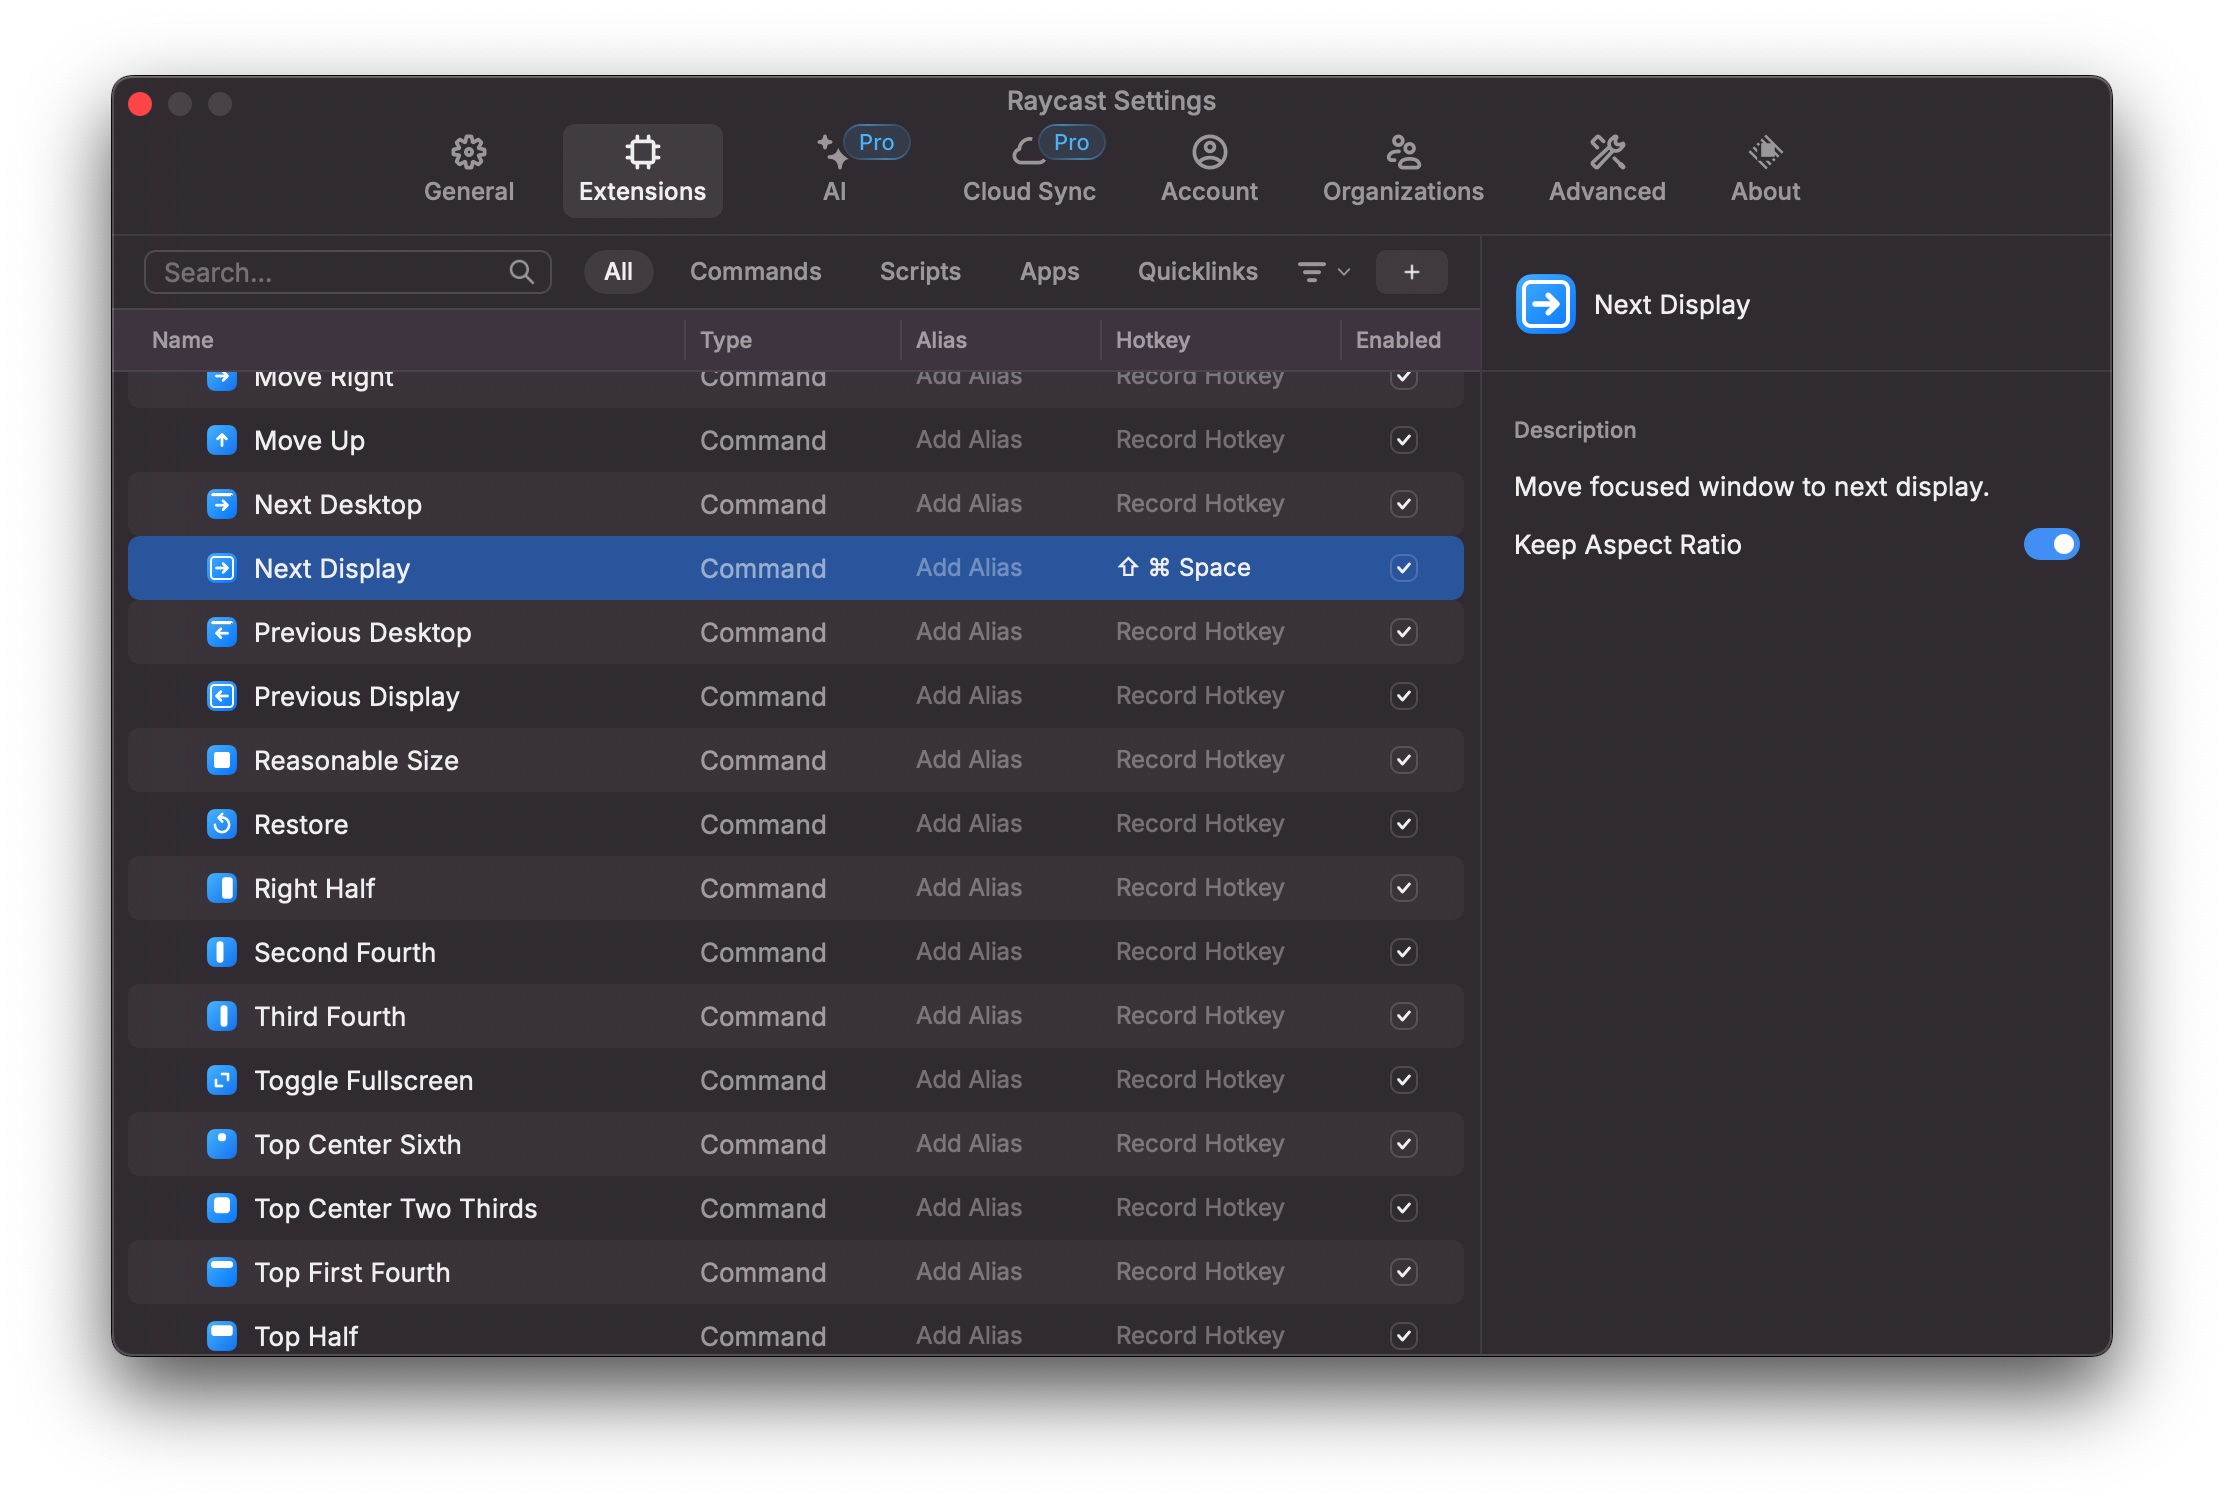 Raycast Settings
General
Extensions
Pro
AI
Pro
Cloud Sync
Account
Organizations
Advanced
About
Search...
All
Commands
Scripts
Apps
Quicklinks
+
Name Type Alias Hotkey Enabled
Move Right Command Add Alias Record Hotkey
Move Up Command Add Alias Record Hotkey
Next Desktop Command Add Alias Record Hotkey
Next Display Command Add Alias ⇧ ⌘ Space
Previous Desktop Command Add Alias Record Hotkey
Previous Display Command Add Alias Record Hotkey
Reasonable Size Command Add Alias Record Hotkey
Restore Command Add Alias Record Hotkey
Right Half Command Add Alias Record Hotkey
Second Fourth Command Add Alias Record Hotkey
Third Fourth Command Add Alias Record Hotkey
Toggle Fullscreen Command Add Alias Record Hotkey
Top Center Sixth Command Add Alias Record Hotkey
Top Center Two Thirds Command Add Alias Record Hotkey
Top First Fourth Command Add Alias Record Hotkey
Top Half Command Add Alias Record Hotkey
Next Display
Description
Move focused window to next display.
Keep Aspect Ratio